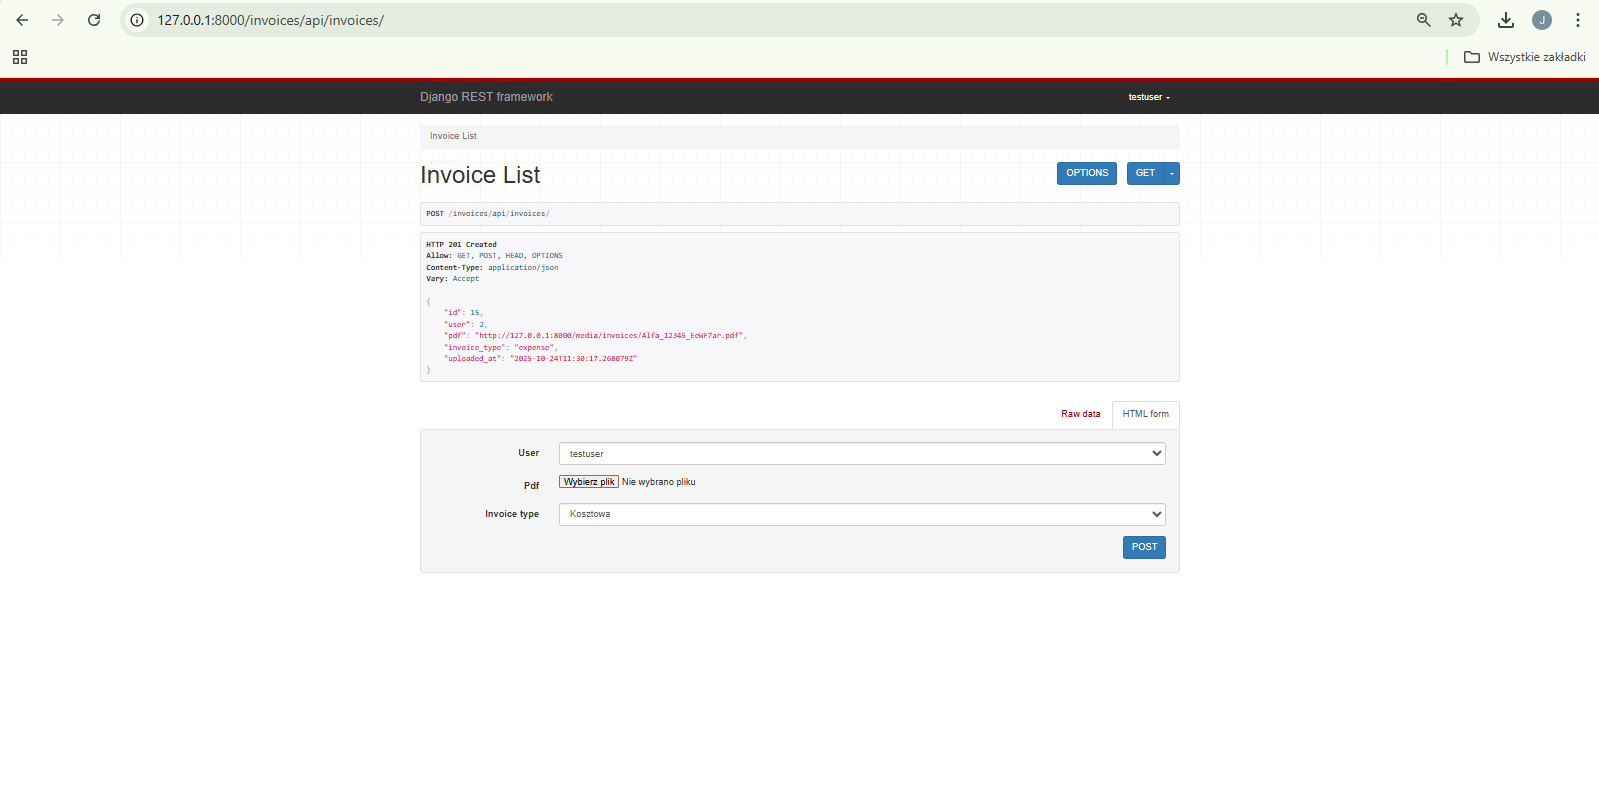 127.0.0.1:8000/invoices/api/invoices/
J
Wszystkie zakładki
Django REST framework
testuser
Invoice List
Invoice List
OPTIONS
GET
POST /invoices/api/invoices/
HTTP 201 Created
Allow: GET, POST, HEAD, OPTIONS
Content-Type: application/json
Vary: Accept
{
"id": 15,
"user": 2,
"pdf": "http://127.0.0.1:8000/media/invoices/Alfa_12345_EeWF7ar.pdf",
"invoice_type": "expense",
"uploaded_at": "2025-10-24T11:30:17.268079Z"
}
Raw data
HTML form
User
testuser
Pdf
Wybierz plik Nie wybrano pliku
Invoice type
Kosztowa
POST